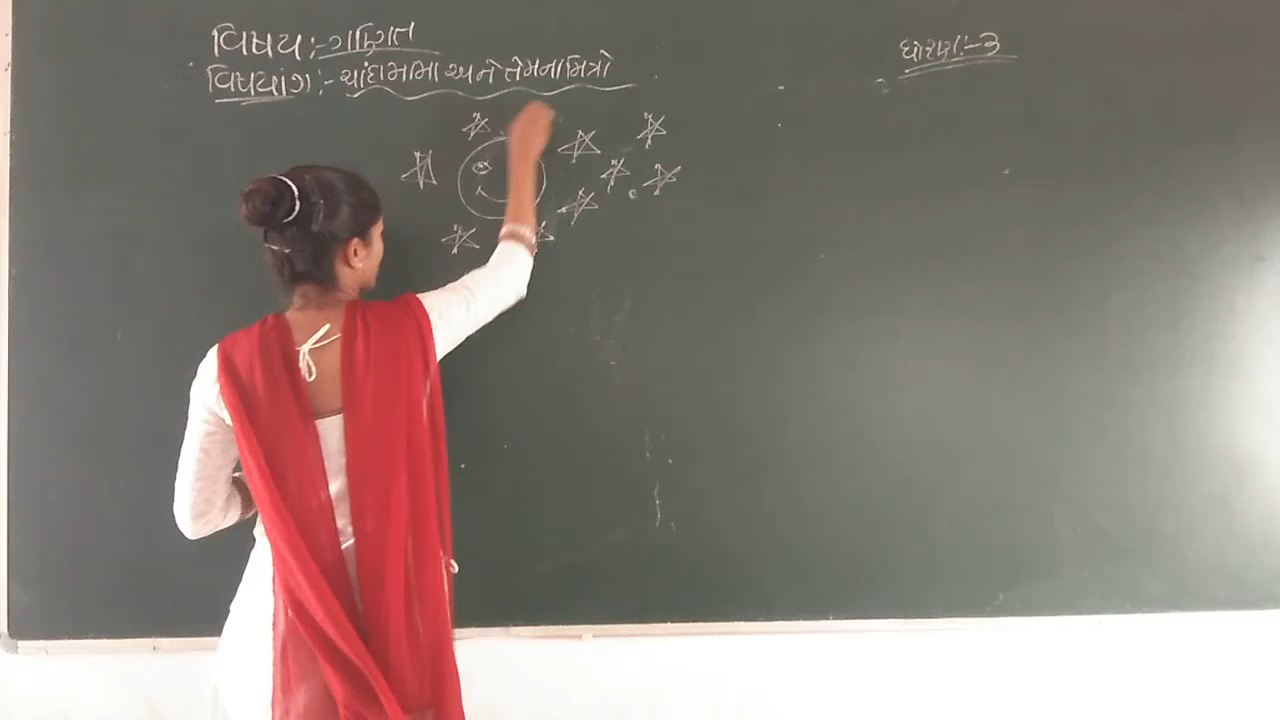 વિષય:- ગણિત
ધોરણ:- ૩
વિષયાંગ:- ચાંદામામા અને તેમના મિત્રો